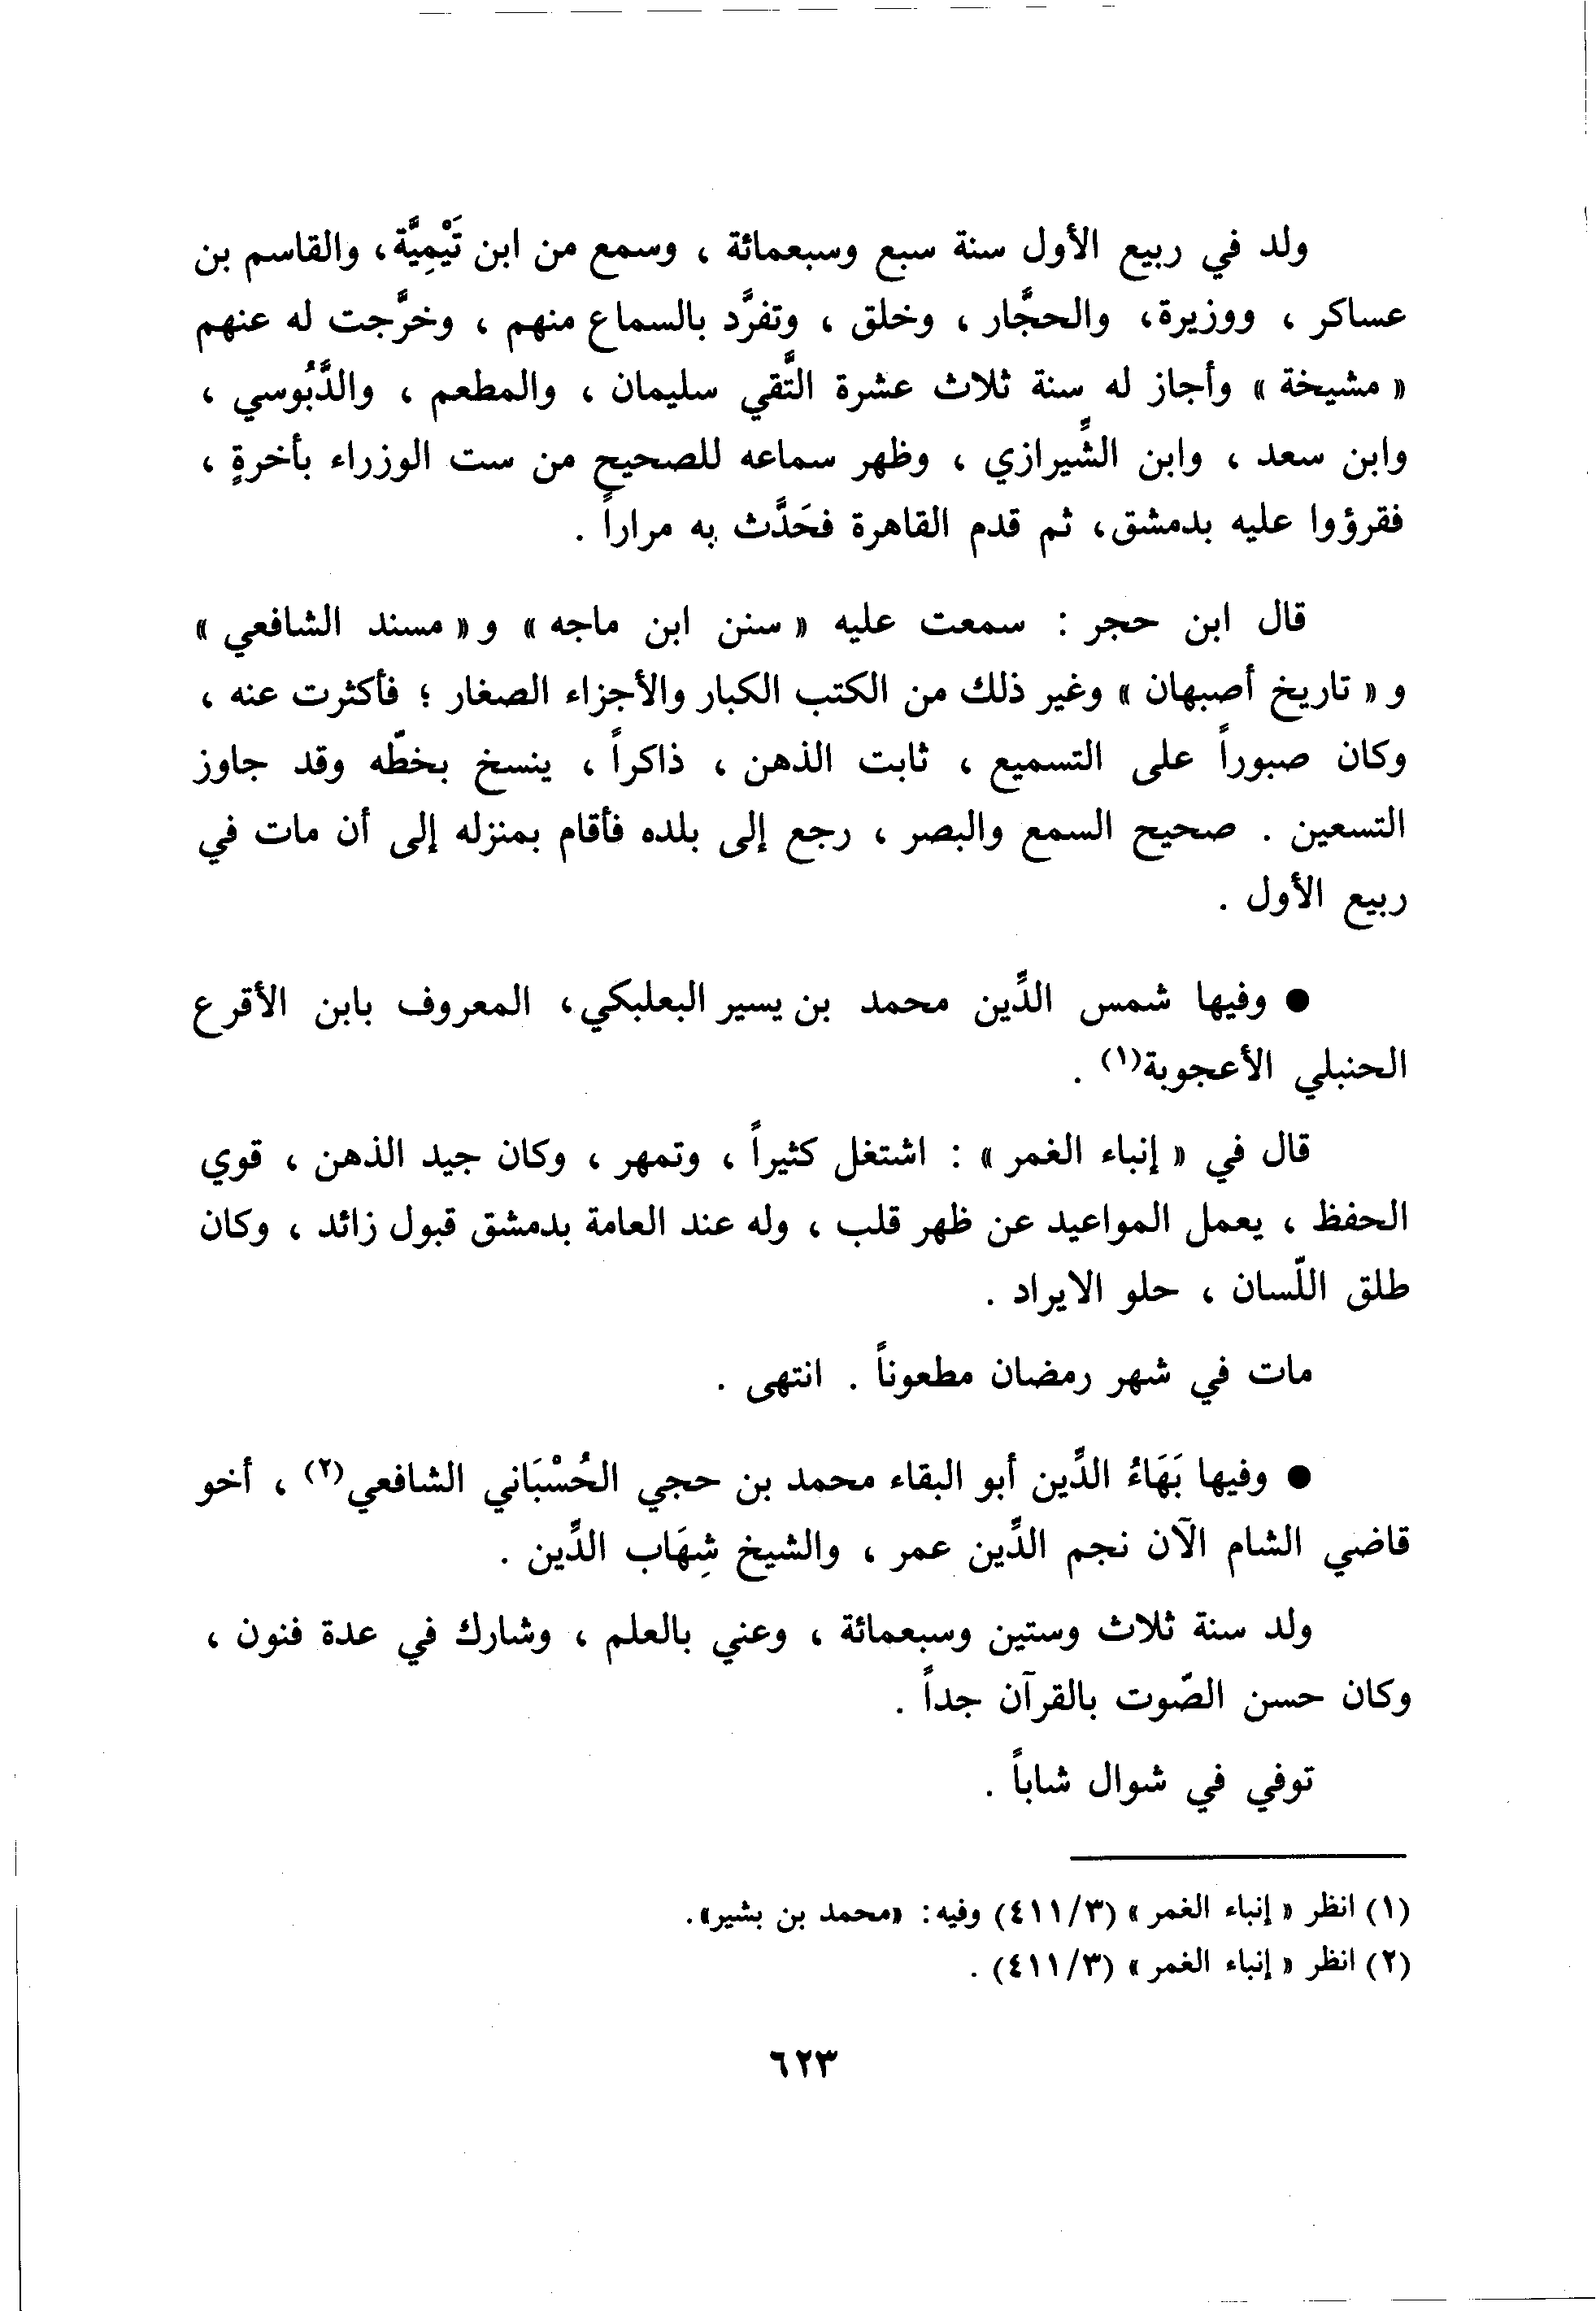 ولد في ربيع الأول سنة سبع وسبعمائة ، وسمع من ابن تَيْمِيَّة، والقاسم بن
عساكر ، ووزيرة، والحجَّار ، وخلق ، وتفرَّد بالسماع منهم ، وخرَّجت له عنهم
« مشيخة » وأجاز له سنة ثلاث عشرة التَّقي سليمان ، والمطعم ، والدَّبُوسي ،
وابن سعد ، وابن الشِّيرازي ، وظهر سماعه للصحيح من ست الوزراء بأخرةٍ ،
فقرؤوا عليه بدمشق، ثم قدم القاهرة فحَدَّث به مراراً .
قال ابن حجر : سمعت عليه « سنن ابن ماجه » و « مسند الشافعي »
و « تاريخ أصبهان » وغير ذلك من الكتب الكبار والأجزاء الصغار ؛ فأكثرت عنه ،
وكان صبوراً على التسميع ، ثابت الذهن ، ذاكراً ، ينسخ بخطّه وقد جاوز
التسعين . صحيح السمع والبصر ، رجع إلى بلده فأقام بمنزله إلى أن مات في
ربيع الأول .
● وفيها شمس الدِّين محمد بن يسير البعلبكي، المعروف بابن الأقرع
الحنبلي الأعجوبة(١) .
قال في « إنباء الغمر » : اشتغل كثيراً ، وتمهر ، وكان جيد الذهن ، قوي
الحفظ ، يعمل المواعيد عن ظهر قلب ، وله عند العامة بدمشق قبول زائد ، وكان
طلق اللّسان ، حلو الايراد .
مات في شهر رمضان مطعوناً . انتهى .
● وفيها بَهَاءُ الدِّين أبو البقاء محمد بن حجي الحُسْبَاني الشافعي(٢) ، أخو
قاضي الشام الآن نجم الدِّين عمر ، والشيخ شِهَاب الدِّين .
ولد سنة ثلاث وستين وسبعمائة ، وعني بالعلم ، وشارك في عدة فنون ،
وكان حسن الصّوت بالقرآن جداً .
توفي في شوال شاباً .
(١) انظر « إنباء الغمر » (٤١١/٣) وفيه: «محمد بن بشير».
(٢) انظر « إنباء الغمر » (٤١١/٣) .
٦٢٣